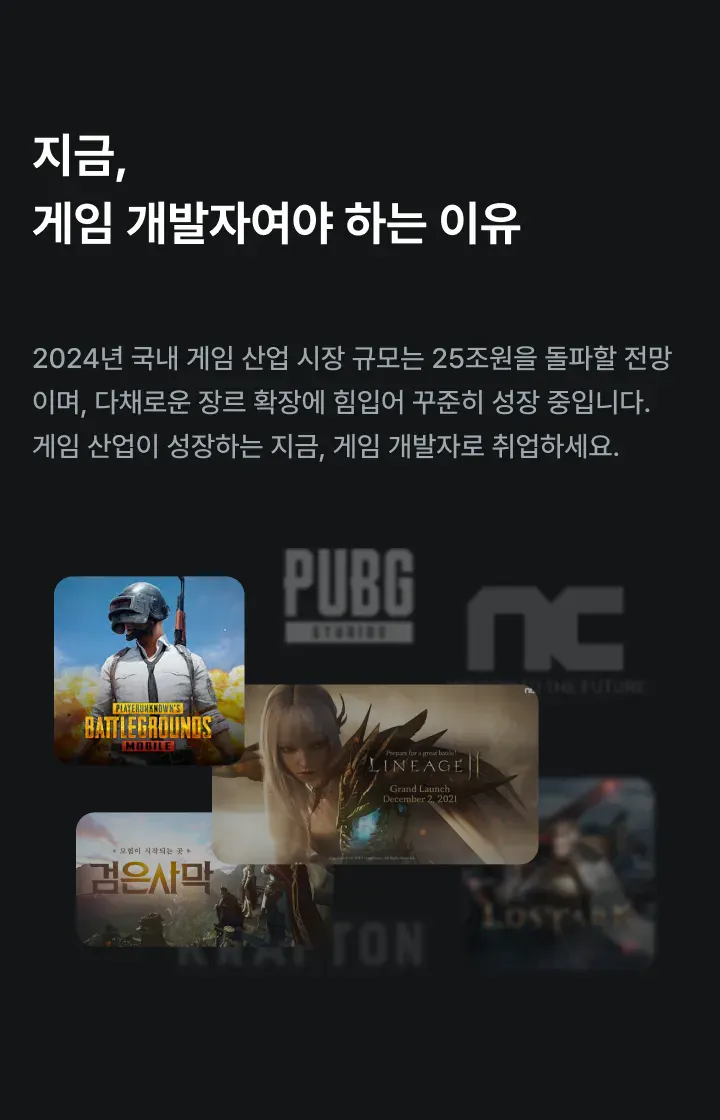 지금,
게임 개발자여야 하는 이유
2024년 국내 게임 산업 시장 규모는 25조원을 돌파할 전망
이며, 다채로운 장르 확장에 힘입어 꾸준히 성장 중입니다.
게임 산업이 성장하는 지금, 게임 개발자로 취업하세요.
PUBG
STUDIOS
NC
TO THE FUTURE
PLAYERUNKNOWN'S
BATTLEGROUNDS
MOBILE
NC
Prepare for a great battle!
LINEAGE II
Grand Launch
December 2, 2021
모험이 시작되는 곳
검은사막
LOST ARK
KRAFTON